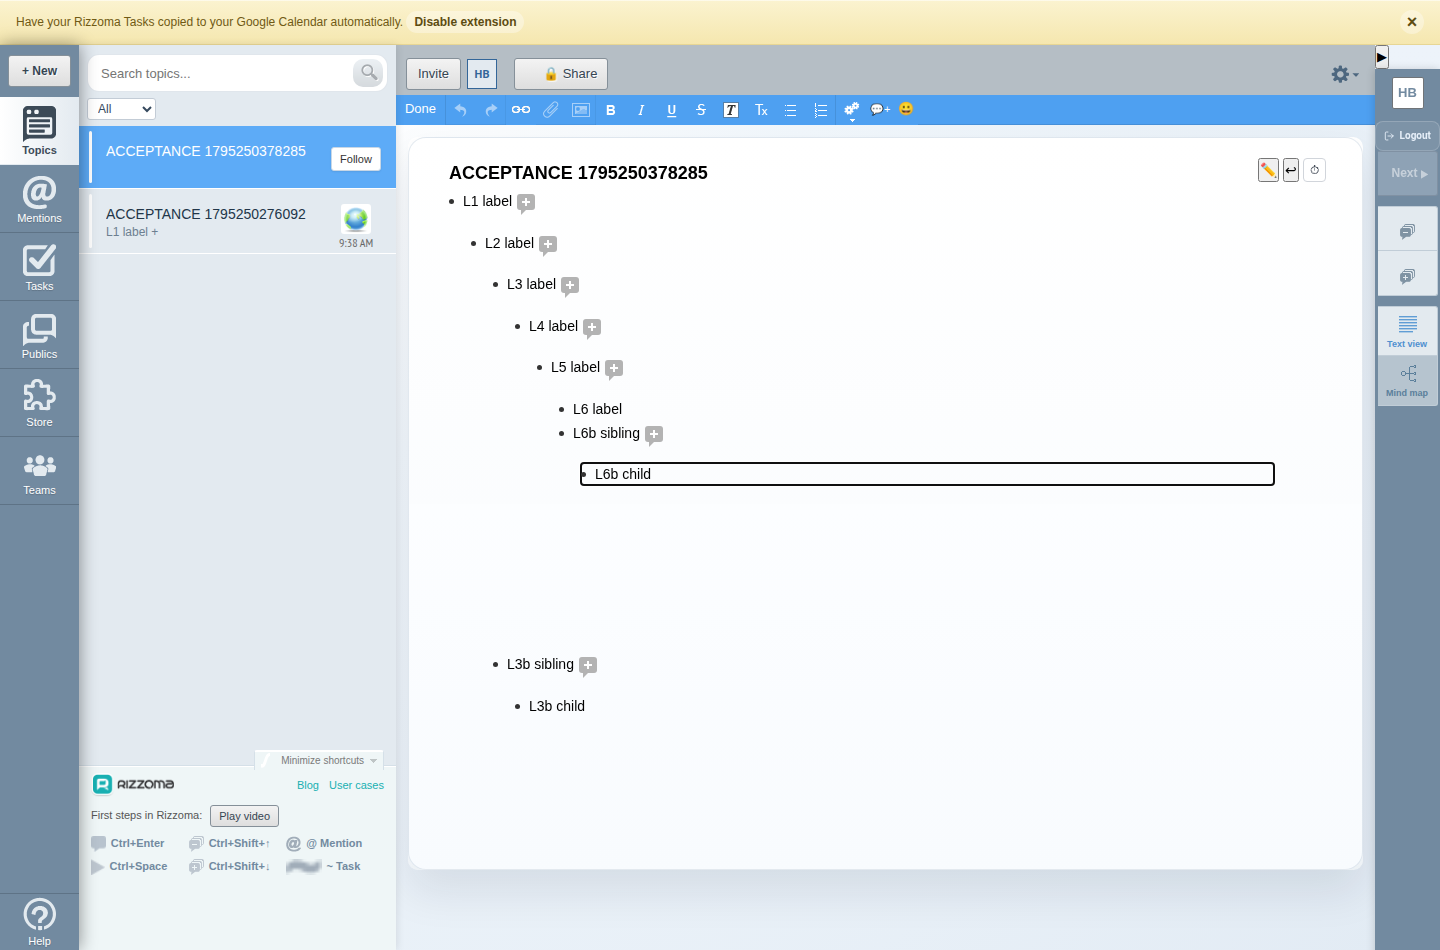 Have your Rizzoma Tasks copied to your Google Calendar automatically. Disable extension
+ New
Topics
Mentions
Tasks
Publics
Store
Teams
Help
Search topics...
All
ACCEPTANCE 1795250378285
Follow
ACCEPTANCE 1795250276092
L1 label +
9:38 AM
Minimize shortcuts
RIZZOMA
Blog User cases
First steps in Rizzoma: Play video
Ctrl+Enter Ctrl+Shift+↑ @ Mention
Ctrl+Space Ctrl+Shift+↓ ~ Task
Invite HB Share
Done B I U S T Tx
ACCEPTANCE 1795250378285
L1 label
L2 label
L3 label
L4 label
L5 label
L6 label
L6b sibling
L6b child
L3b sibling
L3b child
HB
Logout
Next
Text view
Mind map